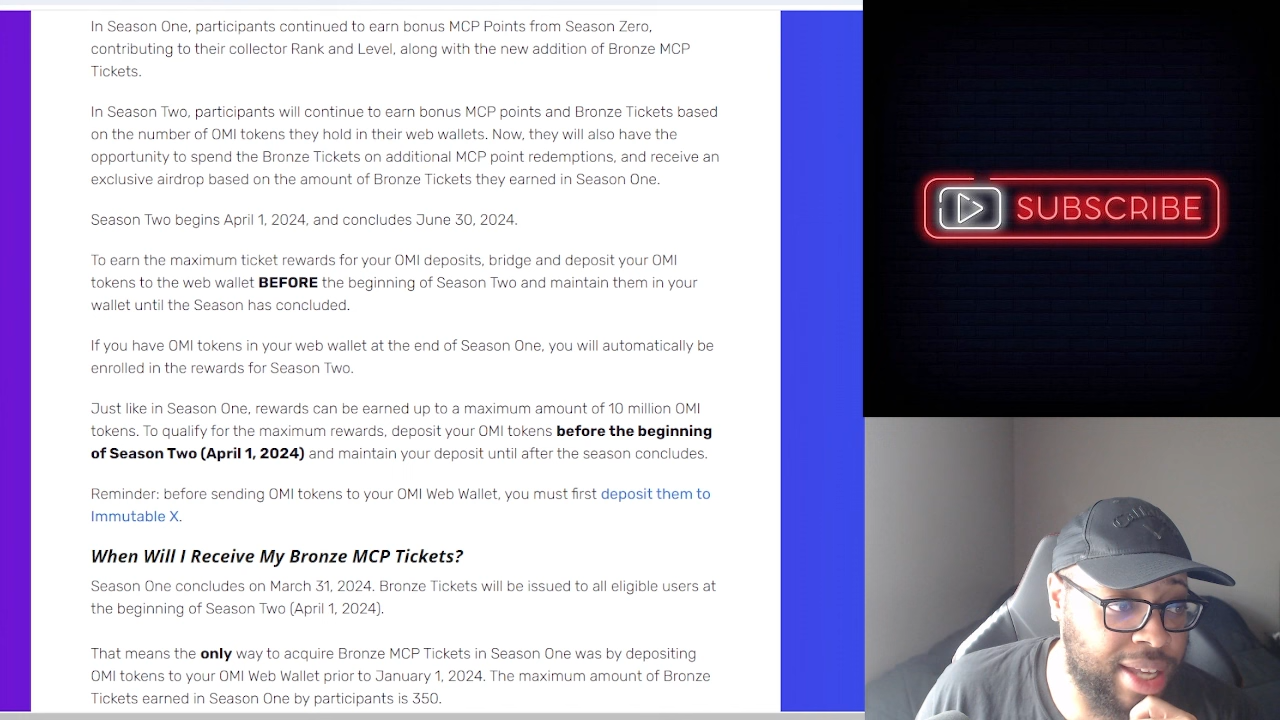 In Season One, participants continued to earn bonus MCP Points from Season Zero,
contributing to their collector Rank and Level, along with the new addition of Bronze MCP
Tickets.
In Season Two, participants will continue to earn bonus MCP points and Bronze Tickets based
on the number of OMI tokens they hold in their web wallets. Now, they will also have the
opportunity to spend the Bronze Tickets on additional MCP point redemptions, and receive an
exclusive airdrop based on the amount of Bronze Tickets they earned in Season One.
Season Two begins April 1, 2024, and concludes June 30, 2024.
To earn the maximum ticket rewards for your OMI deposits, bridge and deposit your OMI
tokens to the web wallet BEFORE the beginning of Season Two and maintain them in your
wallet until the Season has concluded.
If you have OMI tokens in your web wallet at the end of Season One, you will automatically be
enrolled in the rewards for Season Two.
Just like in Season One, rewards can be earned up to a maximum amount of 10 million OMI
tokens. To qualify for the maximum rewards, deposit your OMI tokens before the beginning
of Season Two (April 1, 2024) and maintain your deposit until after the season concludes.
Reminder: before sending OMI tokens to your OMI Web Wallet, you must first deposit them to
Immutable X.
When Will I Receive My Bronze MCP Tickets?
Season One concludes on March 31, 2024. Bronze Tickets will be issued to all eligible users at
the beginning of Season Two (April 1, 2024).
That means the only way to acquire Bronze MCP Tickets in Season One was by depositing
OMI tokens to your OMI Web Wallet prior to January 1, 2024. The maximum amount of Bronze
Tickets earned in Season One by participants is 350.
SUBSCRIBE